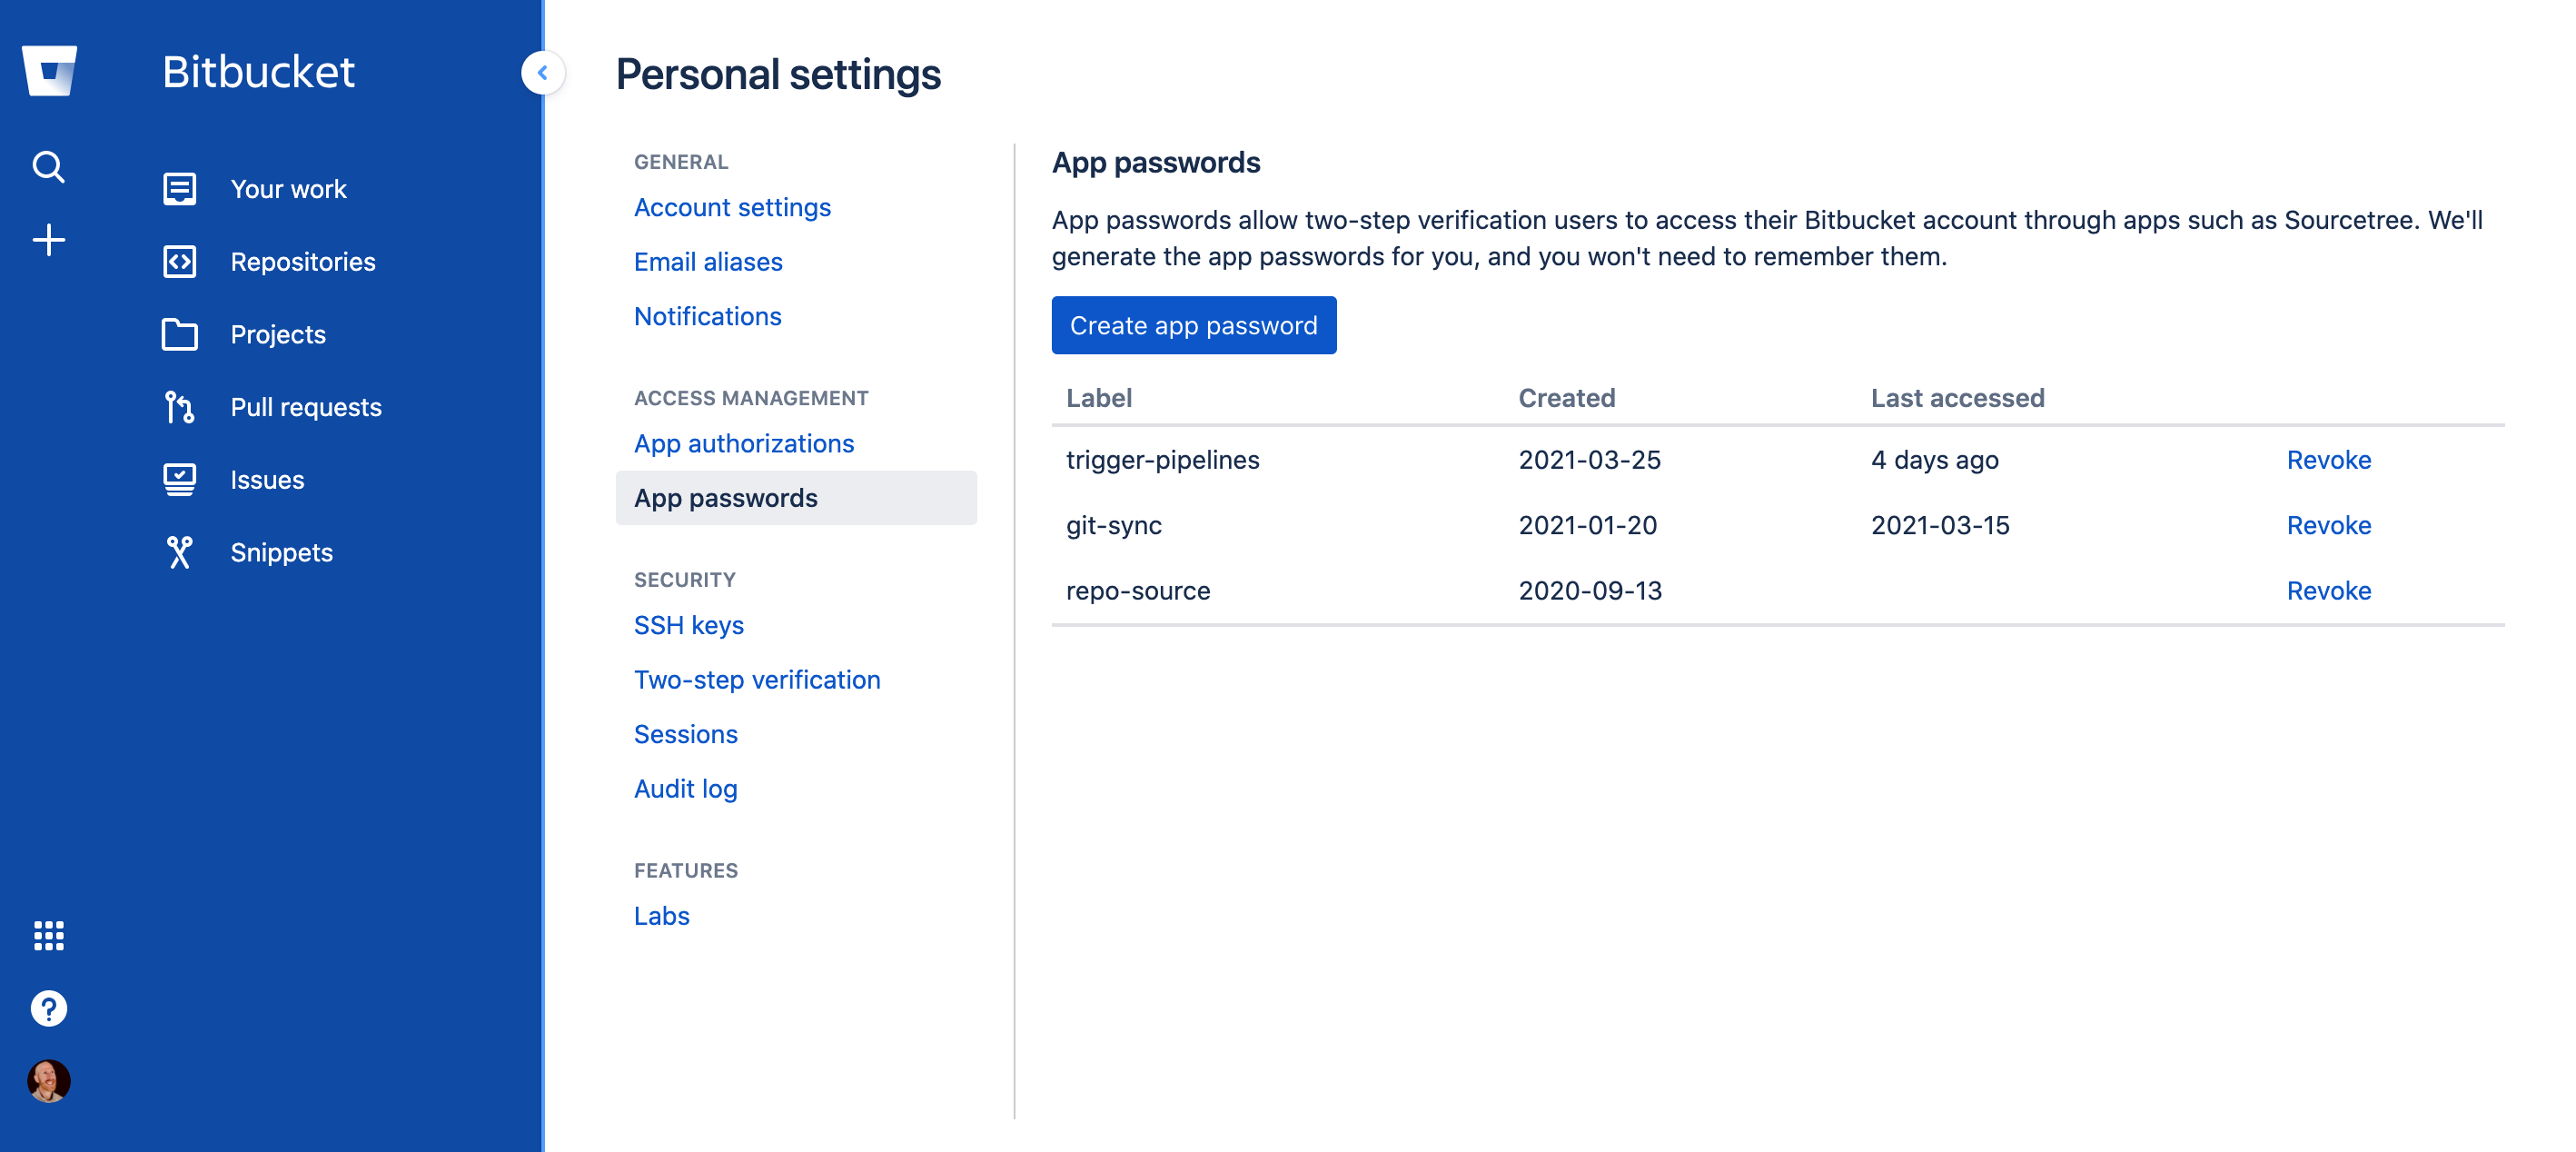 Bitbucket
Your work
Repositories
Projects
Pull requests
Issues
Snippets
Personal settings
GENERAL
Account settings
Email aliases
Notifications
ACCESS MANAGEMENT
App authorizations
App passwords
SECURITY
SSH keys
Two-step verification
Sessions
Audit log
FEATURES
Labs
App passwords
App passwords allow two-step verification users to access their Bitbucket account through apps such as Sourcetree. We'll
generate the app passwords for you, and you won't need to remember them.
Create app password
Label Created Last accessed
trigger-pipelines 2021-03-25 4 days ago Revoke
git-sync 2021-01-20 2021-03-15 Revoke
repo-source 2020-09-13 Revoke